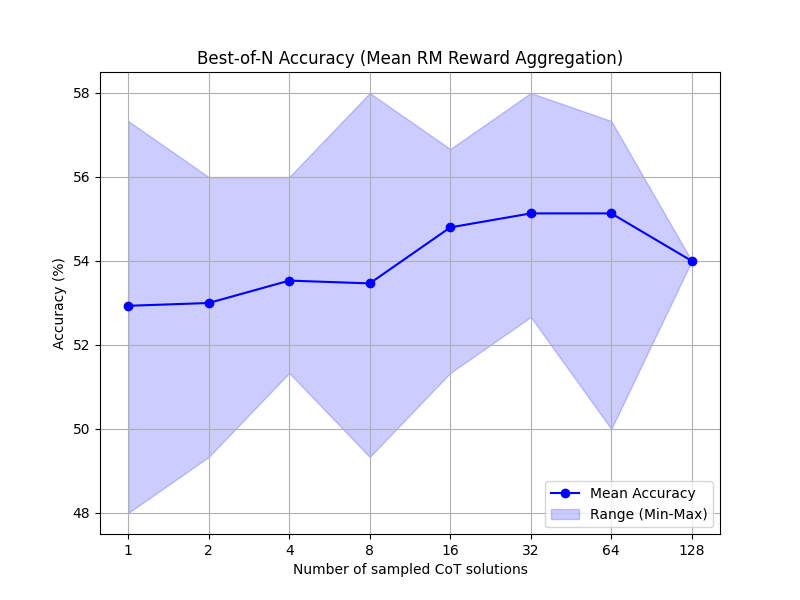 Best-of-N Accuracy (Mean RM Reward Aggregation)
58
56
54
52
50
48
Accuracy (%)
Mean Accuracy
Range (Min-Max)
1 2 4 8 16 32 64 128
Number of sampled CoT solutions